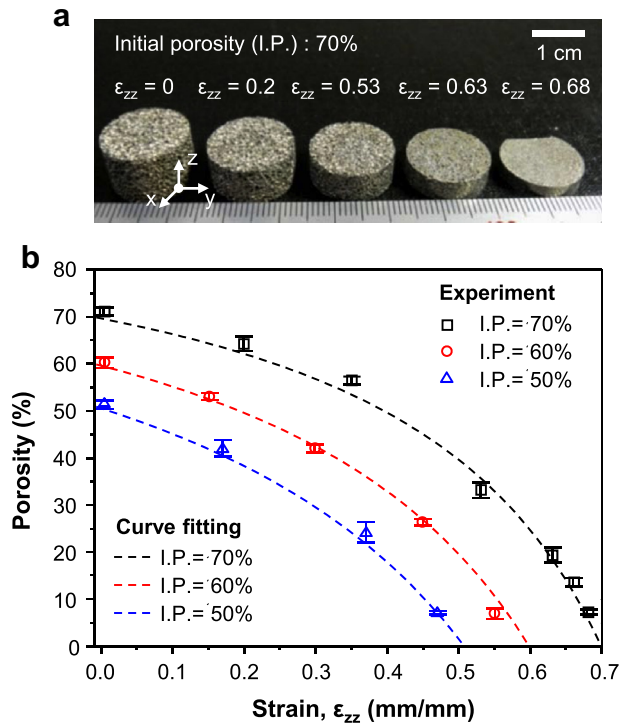 a
Initial porosity (I.P.) : 70%
1 cm
εzz = 0 εzz = 0.2 εzz = 0.53 εzz = 0.63 εzz = 0.68
z
x y
b
80
70
60
50
40
30
20
10
0
Porosity (%)
Experiment
I.P.= 70%
I.P.= 60%
I.P.= 50%
Curve fitting
I.P.= 70%
I.P.= 60%
I.P.= 50%
0.0 0.1 0.2 0.3 0.4 0.5 0.6 0.7
Strain, εzz (mm/mm)